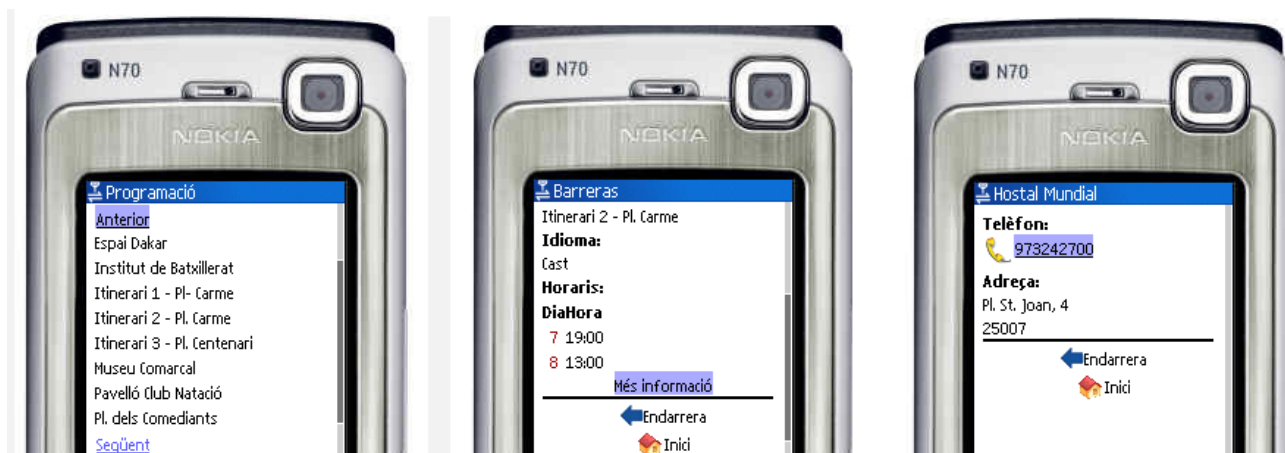 N70
NOKIA
Programació
Anterior
Espai Dakar
Institut de Batxillerat
Itinerari 1 - Pl- Carme
Itinerari 2 - Pl. Carme
Itinerari 3 - Pl. Centenari
Museu Comarcal
Pavelló Club Natació
Pl. dels Comediants
Següent
N70
NOKIA
Barreras
Itinerari 2 - Pl. Carme
Idioma:
Cast
Horaris:
DiaHora
7 19:00
8 13:00
Més informació
Endarrera
Inici
N70
NOKIA
Hostal Mundial
Telèfon:
973242700
Adreça:
Pl. St. Joan, 4
25007
Endarrera
Inici